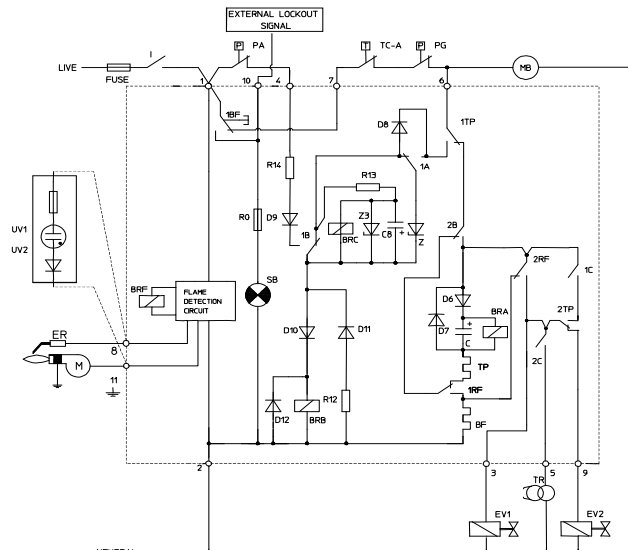 EXTERNAL LOCKOUT
SIGNAL
LIVE
FUSE
I
P
PA
T
TC-A
P
PG
MB
1
10
4
7
6
1BF
D8
1TP
1A
R14
R13
R0
D9
1B
BRC
Z3
C8
+
Z
2B
2RF
1C
UV1
UV2
BRF
FLAME
DETECTION
CIRCUIT
SB
D6
BRA
D7
+
C
2TP
2C
D10
D11
TP
1RF
ER
8
M
11
D12
BRB
R12
BF
2
3
5
9
TR
EV1
EV2